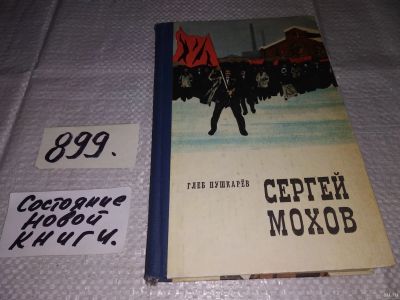 899.
Состояние
новой
книги.
ГЛЕБ ПУШКАРЁВ
СЕРГЕЙ
МОХОВ